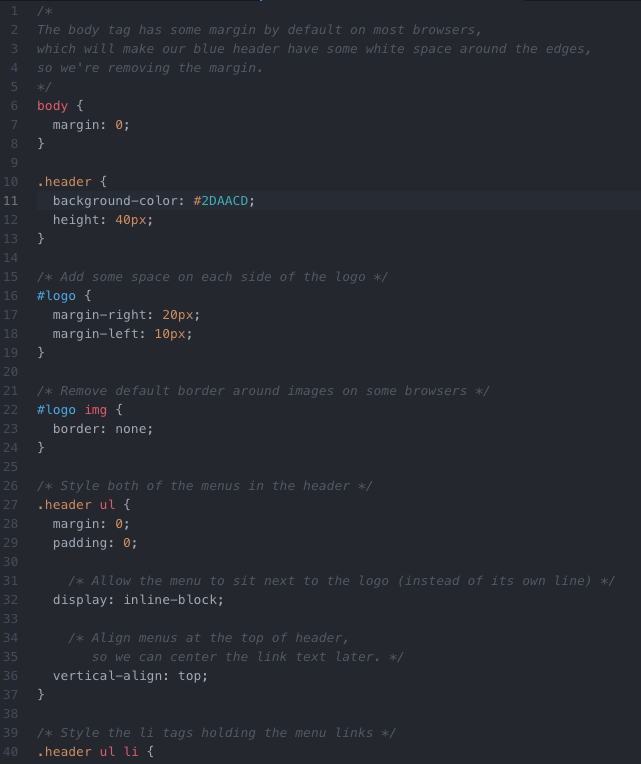 1 /*
2 The body tag has some margin by default on most browsers,
3 which will make our blue header have some white space around the edges,
4 so we're removing the margin.
5 */
6 body {
7   margin: 0;
8 }
9
10 .header {
11   background-color: #2DAACD;
12   height: 40px;
13 }
14
15 /* Add some space on each side of the logo */
16 #logo {
17   margin-right: 20px;
18   margin-left: 10px;
19 }
20
21 /* Remove default border around images on some browsers */
22 #logo img {
23   border: none;
24 }
25
26 /* Style both of the menus in the header */
27 .header ul {
28   margin: 0;
29   padding: 0;
30
31     /* Allow the menu to sit next to the logo (instead of its own line) */
32   display: inline-block;
33
34     /* Align menus at the top of header,
35        so we can center the link text later. */
36   vertical-align: top;
37 }
38
39 /* Style the li tags holding the menu links */
40 .header ul li {